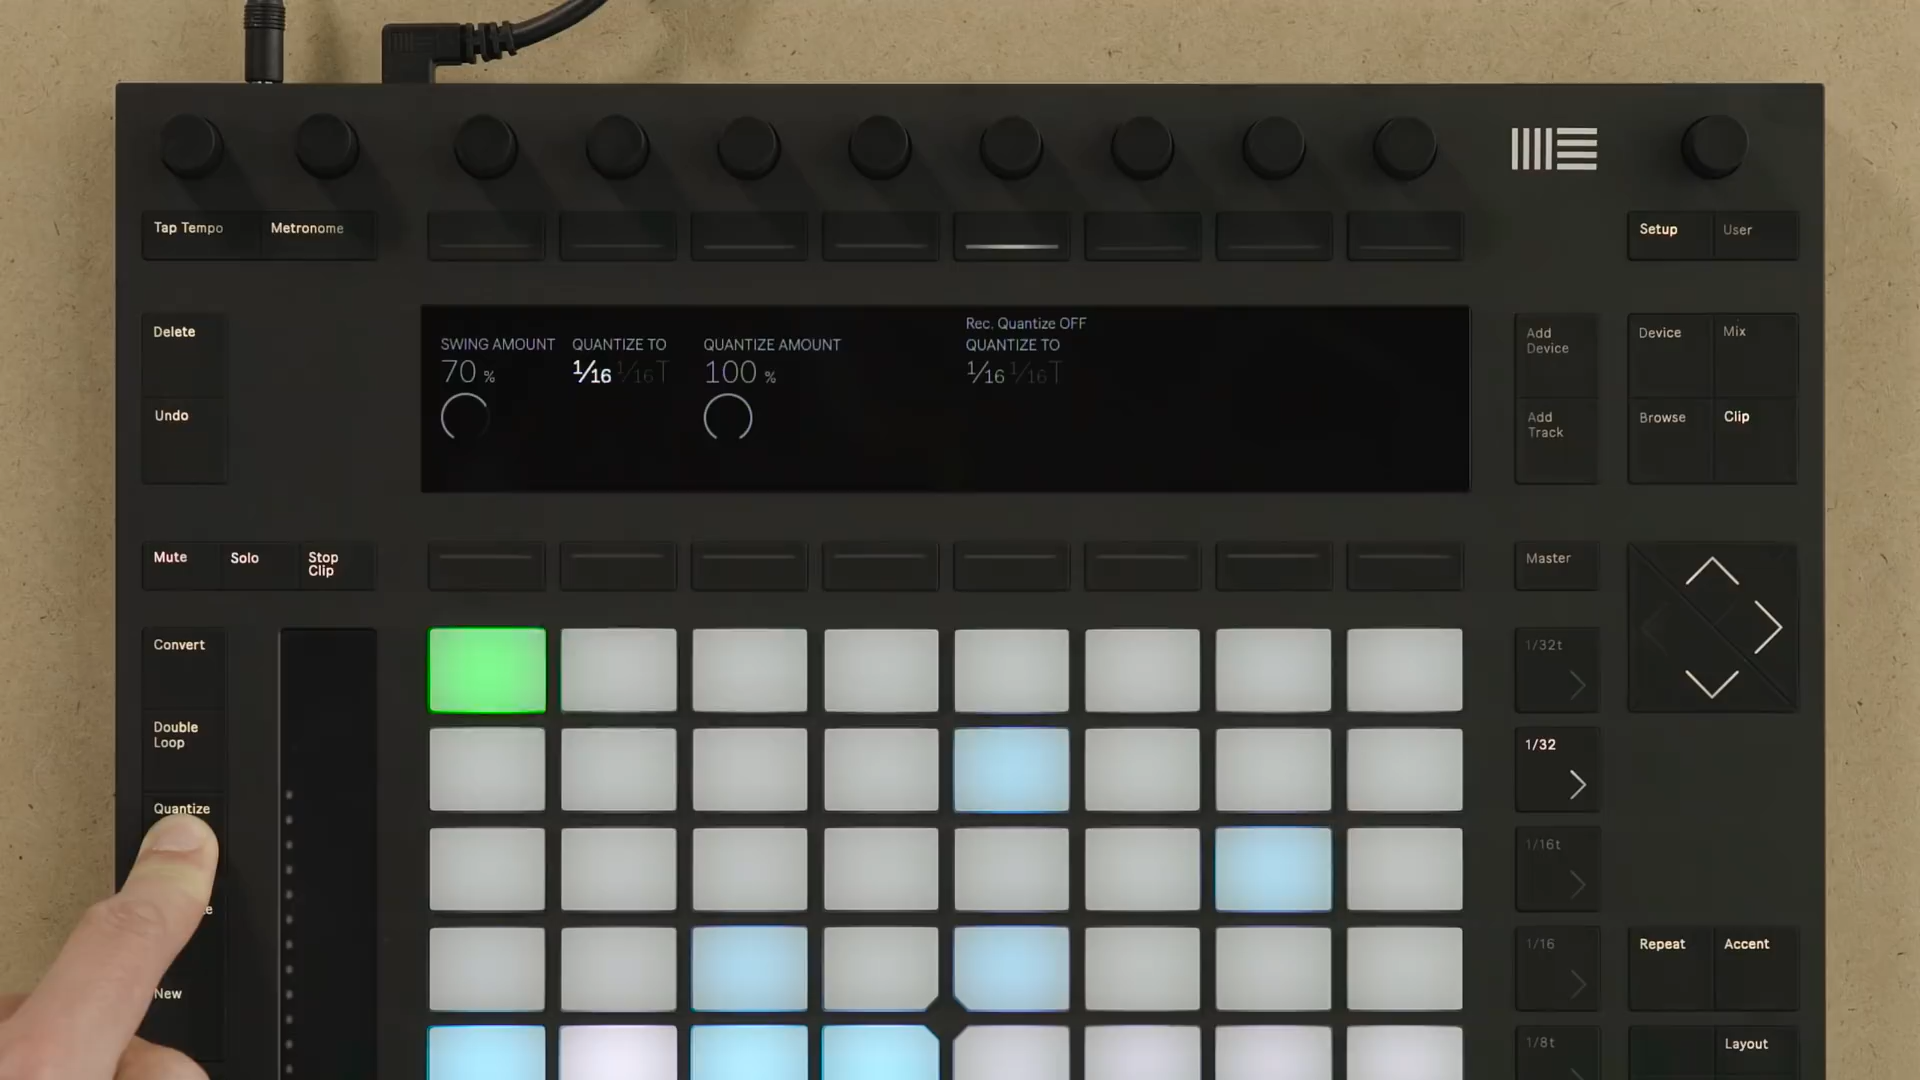 Tap Tempo
Metronome
Setup
User
Delete
Undo
SWING AMOUNT
70 %
QUANTIZE TO
1/16 1/16T
QUANTIZE AMOUNT
100 %
Rec. Quantize OFF
QUANTIZE TO
1/16 1/16T
Add
Device
Add
Track
Device
Mix
Browse
Clip
Mute
Solo
Stop
Clip
Master
Convert
Double
Loop
Quantize
New
1/32t
1/32
1/16t
1/16
1/8t
Repeat
Accent
Layout